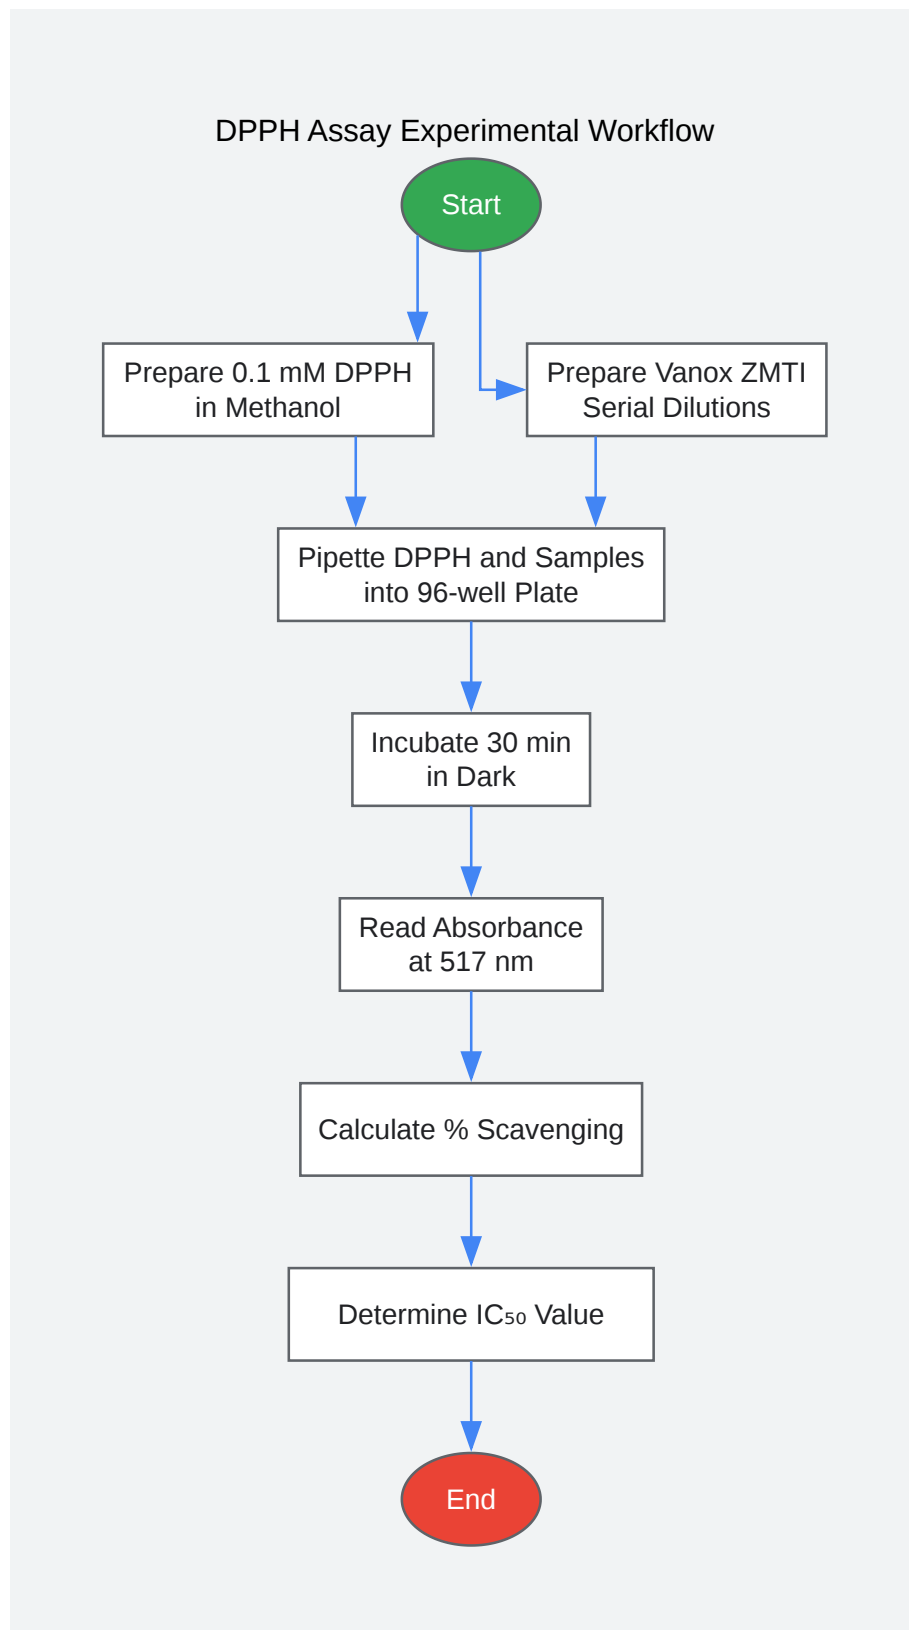 DPPH Assay Experimental Workflow
Start
Prepare 0.1 mM DPPH
in Methanol
Prepare Vanox ZMTI
Serial Dilutions
Pipette DPPH and Samples
into 96-well Plate
Incubate 30 min
in Dark
Read Absorbance
at 517 nm
Calculate % Scavenging
Determine IC₅₀ Value
End